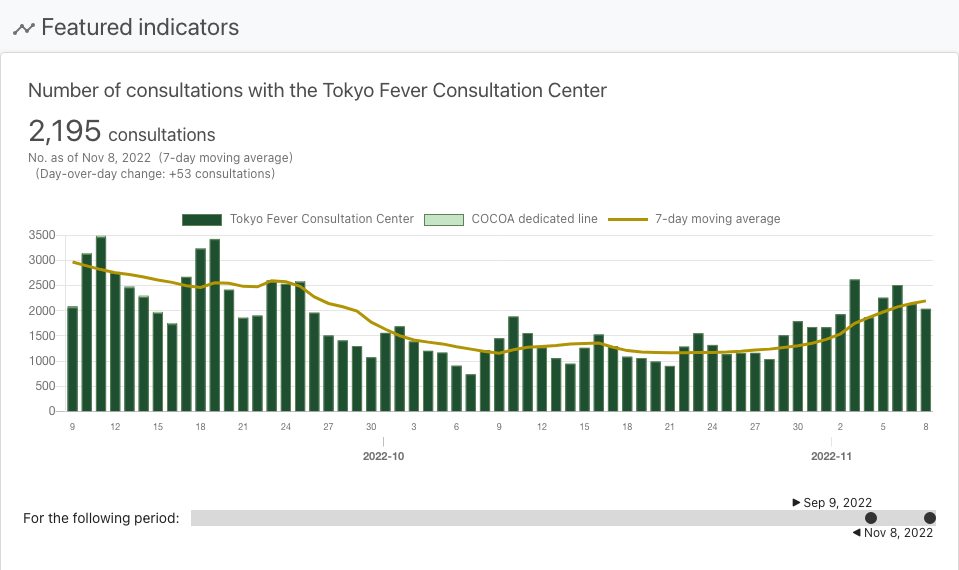 Featured indicators
Number of consultations with the Tokyo Fever Consultation Center
2,195 consultations
No. as of Nov 8, 2022 (7-day moving average)
(Day-over-day change: +53 consultations)
Tokyo Fever Consultation Center COCOA dedicated line 7-day moving average
3500
3000
2500
2000
1500
1000
500
0
9 12 15 18 21 24 27 30 3 6 9 12 15 18 21 24 27 30 2 5 8
2022-10 2022-11
Sep 9, 2022
For the following period:
Nov 8, 2022